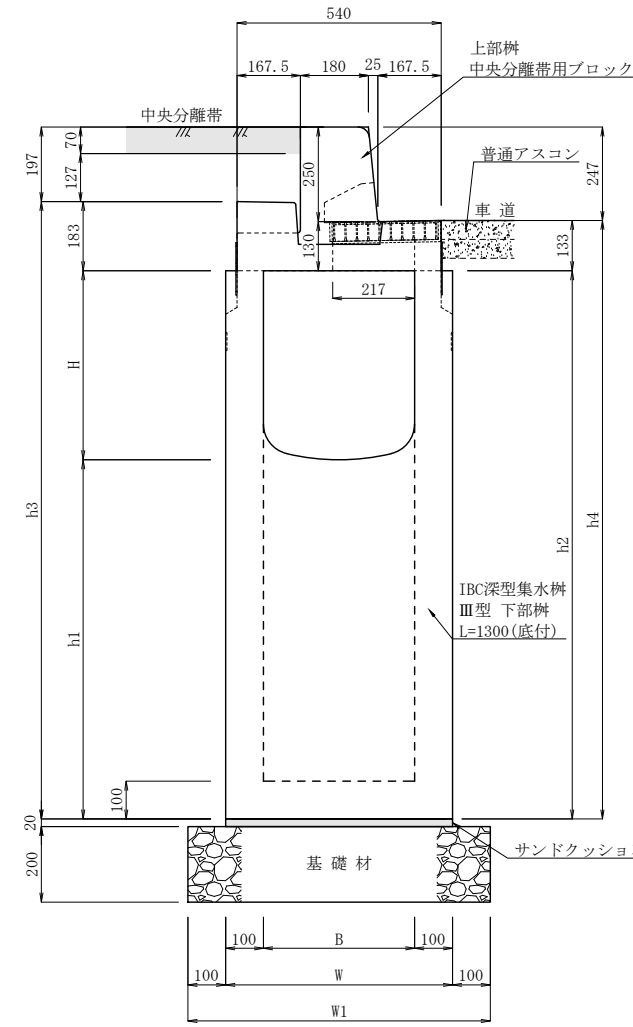 540
167.5
180
25
167.5
上部桝
中央分離帯用ブロック
中央分離帯
普通アスコン
車 道
197
70
127
183
250
130
247
133
217
H
h3
h1
h2
h4
IBC深型集水桝
Ⅲ型 下部桝
L=1300(底付)
100
20
200
サンドクッション
基 礎 材
100
B
100
100
W
100
W1